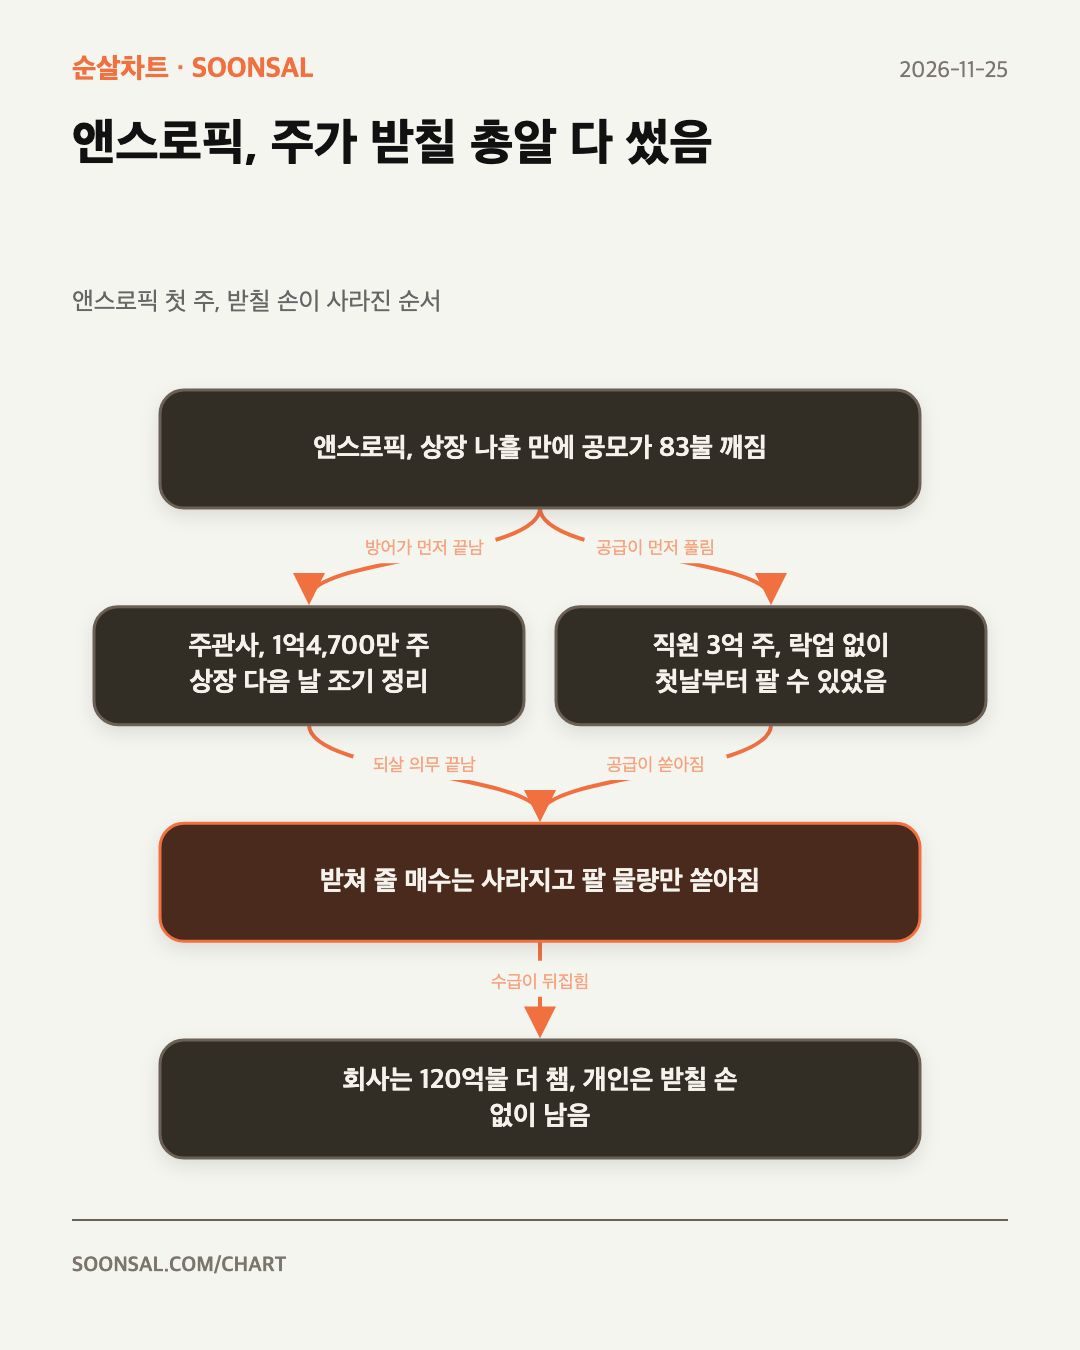 순살차트 · SOONSAL
2026-11-25
앤스로픽, 주가 받칠 총알 다 썼음
앤스로픽 첫 주, 받칠 손이 사라진 순서
앤스로픽, 상장 나흘 만에 공모가 83불 깨짐
방어가 먼저 끝남
공급이 먼저 풀림
주관사, 1억4,700만 주
상장 다음 날 조기 정리
직원 3억 주, 락업 없이
첫날부터 팔 수 있었음
되살 의무 끝남
공급이 쏟아짐
받쳐 줄 매수는 사라지고 팔 물량만 쏟아짐
수급이 뒤집힘
회사는 120억불 더 챔, 개인은 받칠 손
없이 남음
SOONSAL.COM/CHART